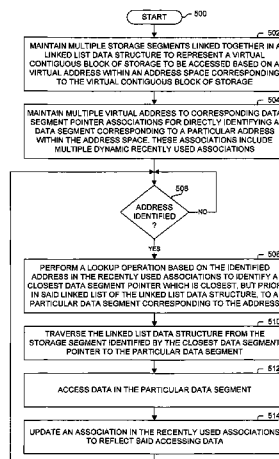 START
500
502
MAINTAIN MULTIPLE STORAGE SEGMENTS LINKED TOGETHER IN A
LINKED LIST DATA STRUCTURE TO REPRESENT A VIRTUAL
CONTIGUOUS BLOCK OF STORAGE TO BE ACCESSED BASED ON A
VIRTUAL ADDRESS WITHIN AN ADDRESS SPACE CORRESPONDING
TO THE VIRTUAL CONTIGUOUS BLOCK OF STORAGE
504
MAINTAIN MULTIPLE VIRTUAL ADDRESS TO CORRESPONDING DATA
SEGMENT POINTER ASSOCIATIONS FOR DIRECTLY IDENTIFYING A
DATA SEGMENT CORRESPONDING TO A PARTICULAR ADDRESS
WITHIN THE ADDRESS SPACE. THESE ASSOCIATIONS INCLUDE
MULTIPLE DYNAMIC RECENTLY USED ASSOCIATIONS
506
ADDRESS
IDENTIFIED
?
NO
YES
508
PERFORM A LOOKUP OPERATION BASED ON THE IDENTIFIED
ADDRESS IN THE RECENTLY USED ASSOCIATIONS TO IDENTIFY A
CLOSEST DATA SEGMENT POINTER WHICH IS CLOSEST, BUT PRIOR
IN SAID LINKED LIST OF THE LINKED LIST DATA STRUCTURE, TO A
PARTICULAR DATA SEGMENT CORRESPONDING TO THE ADDRESS
510
TRAVERSE THE LINKED LIST DATA STRUCTURE FROM THE
STORAGE SEGMENT IDENTIFIED BY THE CLOSEST DATA SEGMENT
POINTER TO THE PARTICULAR DATA SEGMENT
512
ACCESS DATA IN THE PARTICULAR DATA SEGMENT
514
UPDATE AN ASSOCIATION IN THE RECENTLY USED ASSOCIATIONS
TO REFLECT SAID ACCESSING DATA